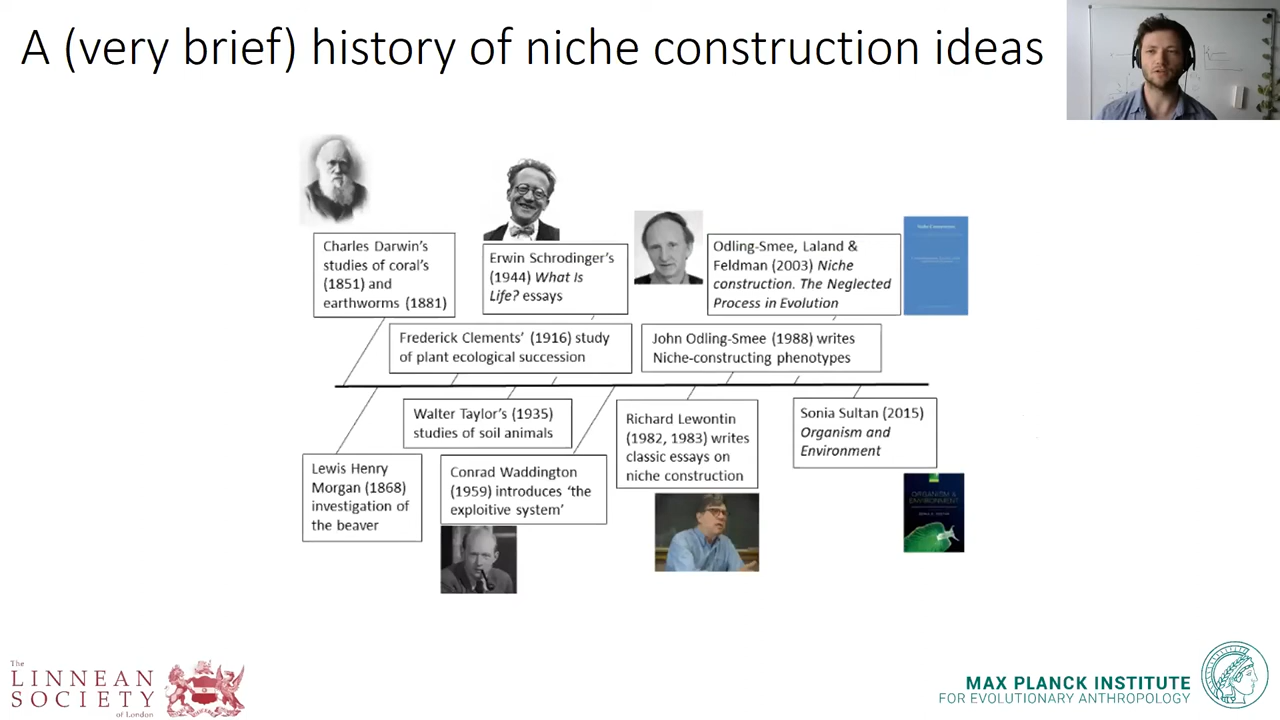 A (very brief) history of niche construction ideas
Charles Darwin's
studies of coral's
(1851) and
earthworms (1881)
Erwin Schrodinger's
(1944) What Is
Life? essays
Odling-Smee, Laland &
Feldman (2003) Niche
construction. The Neglected
Process in Evolution
Niche Construction
Frederick Clements' (1916) study
of plant ecological succession
John Odling-Smee (1988) writes
Niche-constructing phenotypes
Walter Taylor's (1935)
studies of soil animals
Richard Lewontin
(1982, 1983) writes
classic essays on
niche construction
Sonia Sultan (2015)
Organism and
Environment
Lewis Henry
Morgan (1868)
investigation of
the beaver
Conrad Waddington
(1959) introduces 'the
exploitive system'
ORGANISM &
ENVIRONMENT
The
LINNEAN
SOCIETY
of London
MAX PLANCK INSTITUTE
FOR EVOLUTIONARY ANTHROPOLOGY